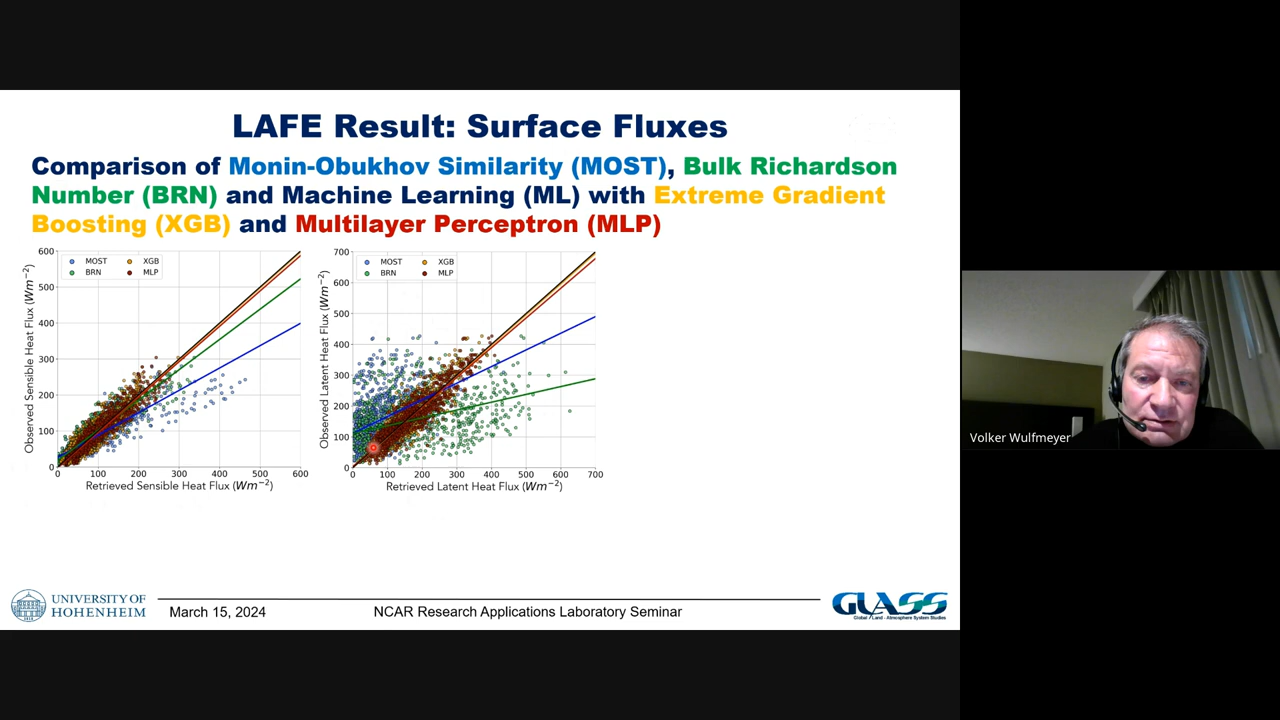 LAFE Result: Surface Fluxes
Comparison of Monin-Obukhov Similarity (MOST), Bulk Richardson
Number (BRN) and Machine Learning (ML) with Extreme Gradient
Boosting (XGB) and Multilayer Perceptron (MLP)
MOST XGB
BRN MLP
600
500
400
300
200
100
0
Observed Sensible Heat Flux (Wm⁻²)
0 100 200 300 400 500 600
Retrieved Sensible Heat Flux (Wm⁻²)
MOST XGB
BRN MLP
700
600
500
400
300
200
100
0
Observed Latent Heat Flux (Wm⁻²)
0 100 200 300 400 500 600 700
Retrieved Latent Heat Flux (Wm⁻²)
Volker Wulfmeyer
UNIVERSITY OF
HOHENHEIM
March 15, 2024
NCAR Research Applications Laboratory Seminar
GLASS
Global Land - Atmosphere System Studies